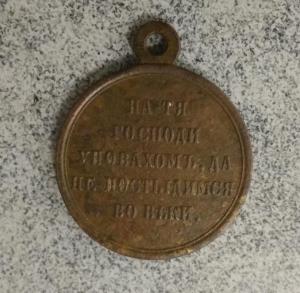 НА ТЯ
ГОСПОДИ
УПОВАХОМЪ, ДА
НЕ ПОСТЫДИМСЯ
ВО ВѢКИ.